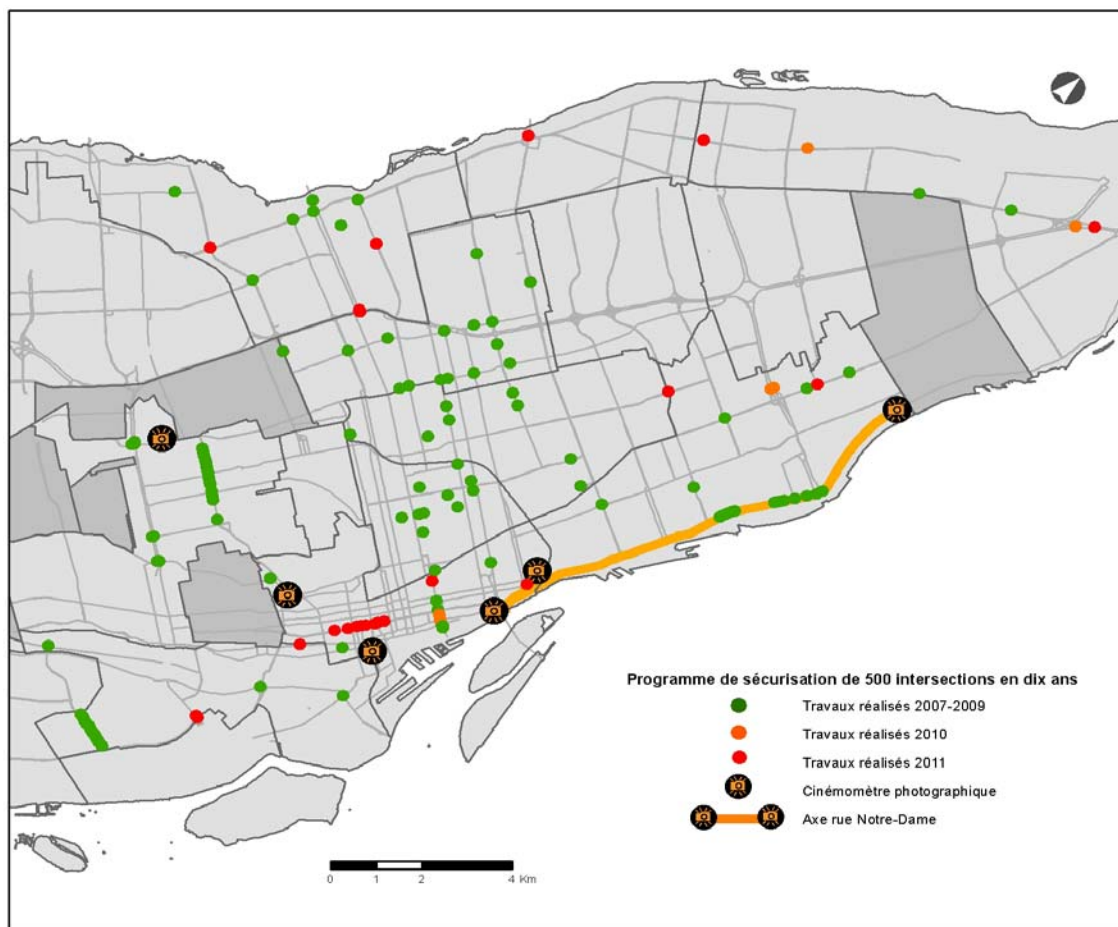 Programme de sécurisation de 500 intersections en dix ans
Travaux réalisés 2007-2009
Travaux réalisés 2010
Travaux réalisés 2011
Cinémomètre photographique
Axe rue Notre-Dame
0 1 2 4 Km